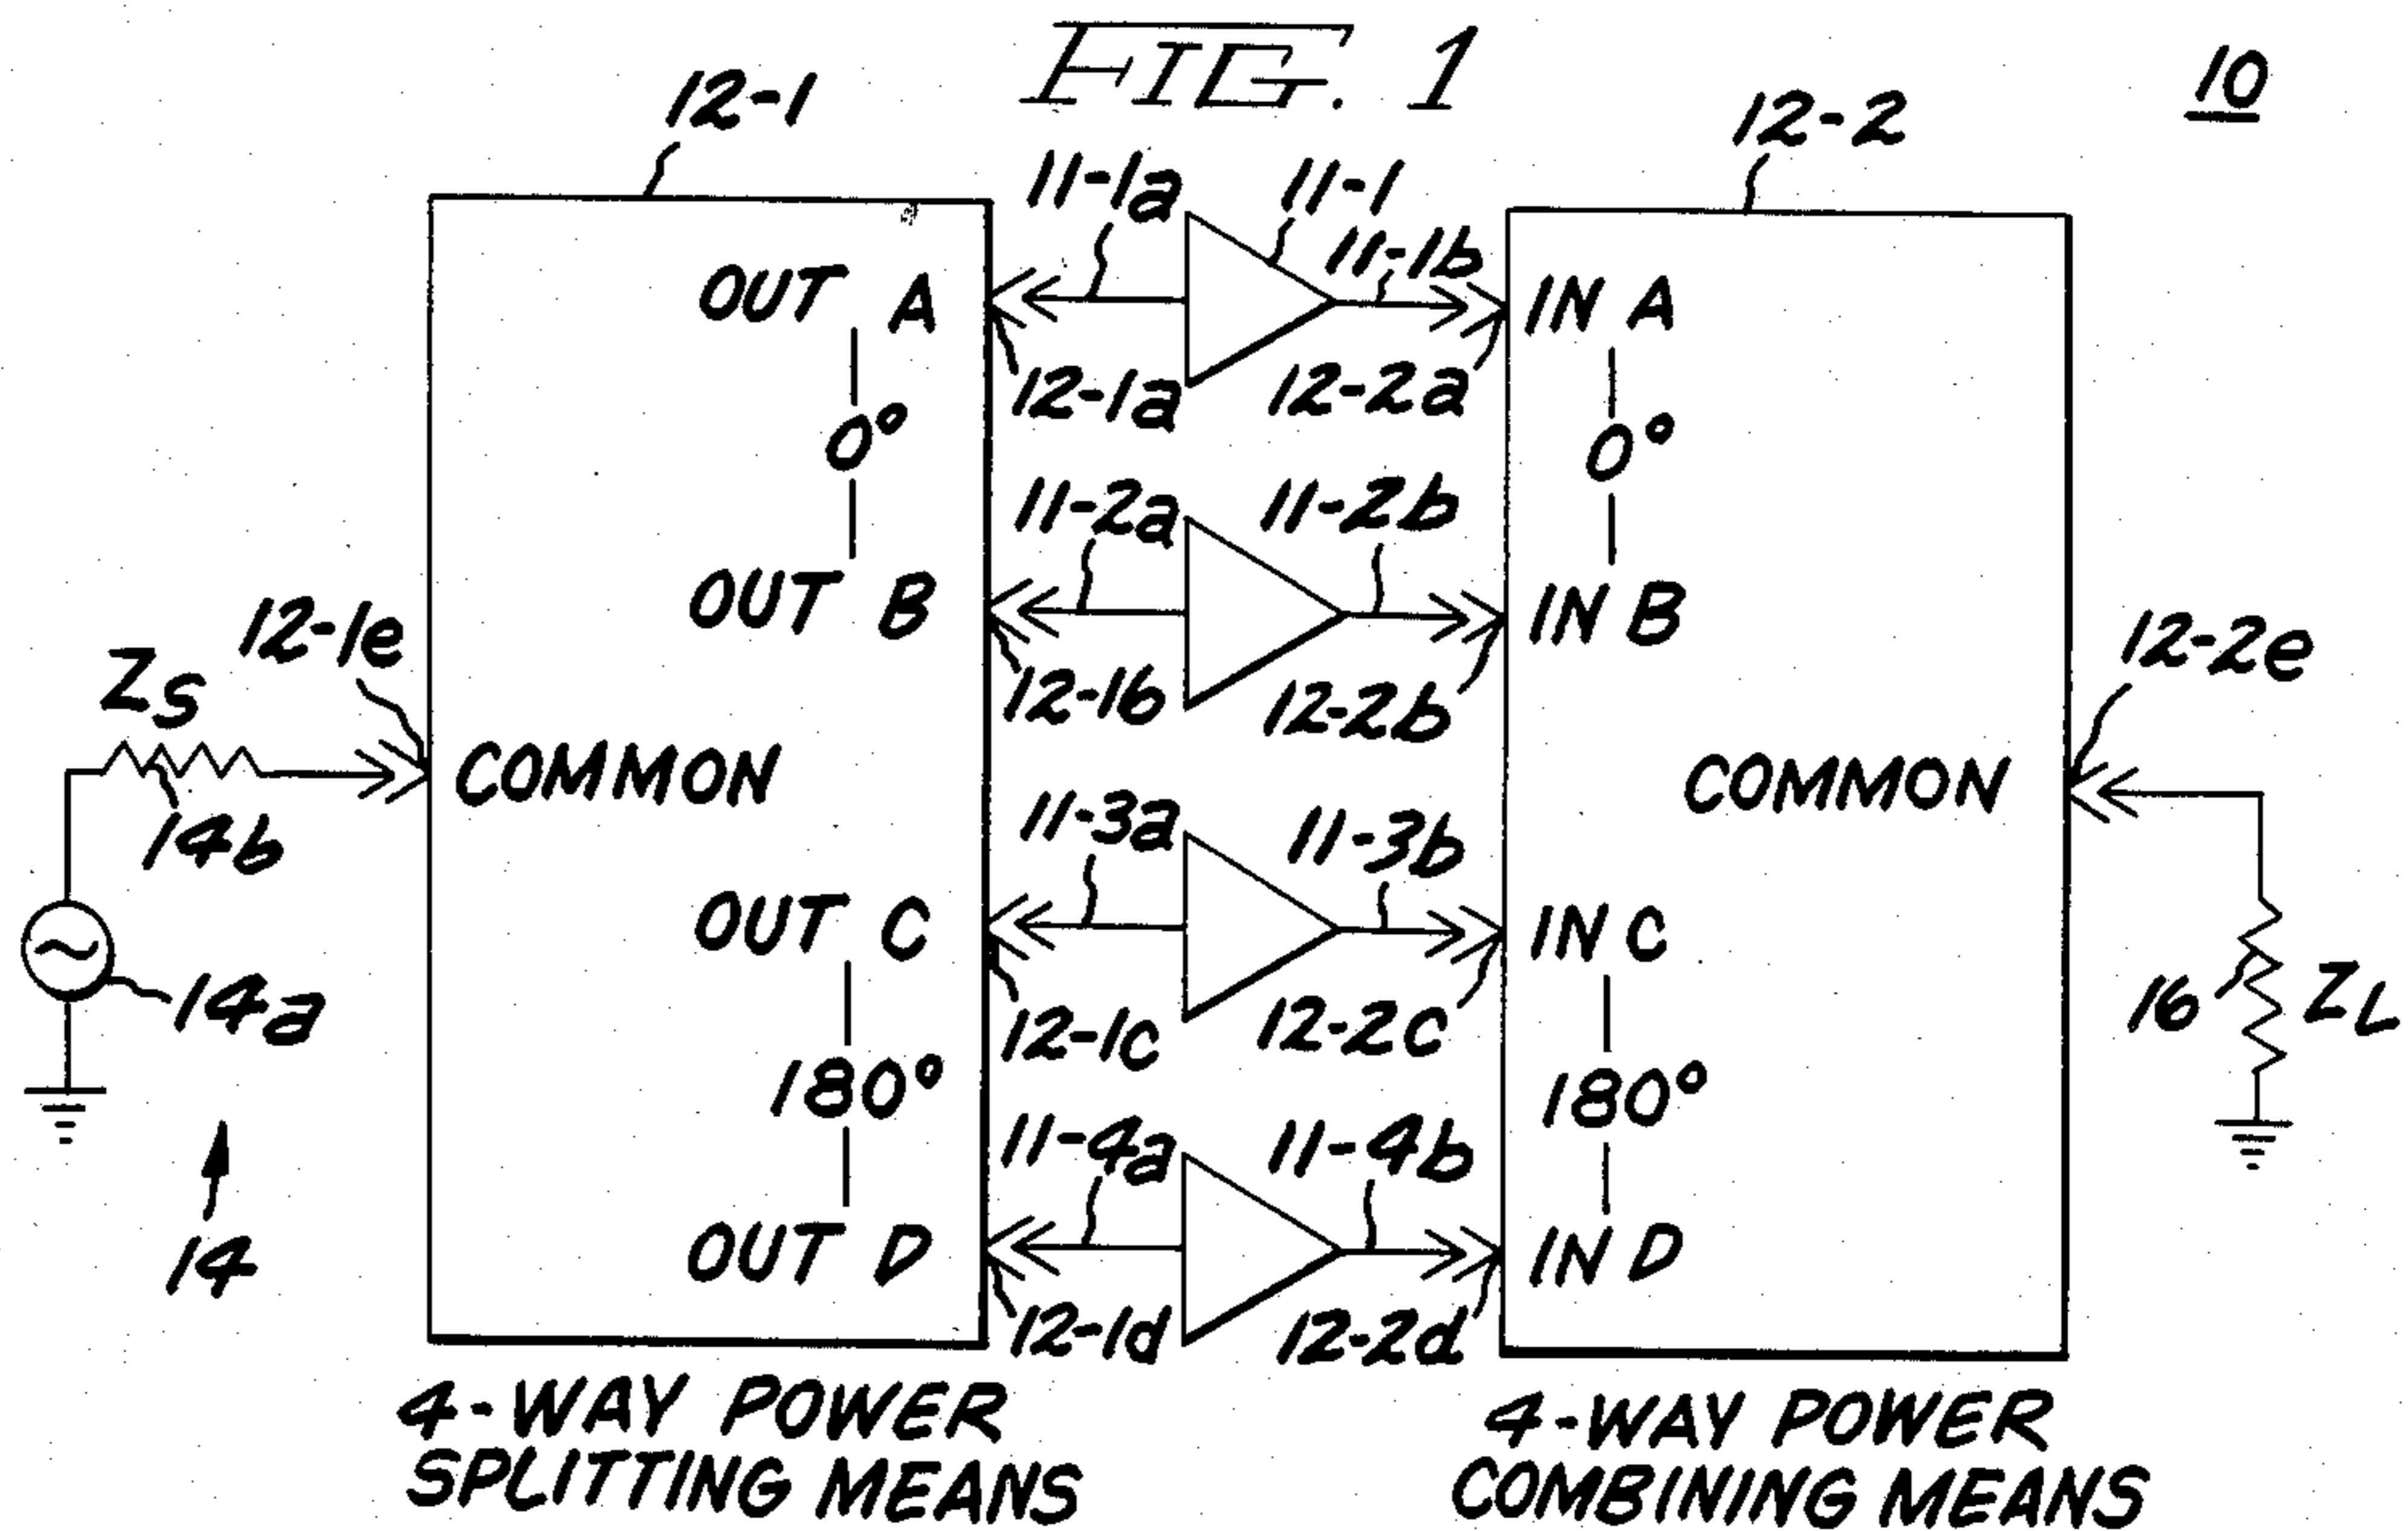 FIG. 1
10
12-1
12-2
11-1a
11-1
11-1b
OUT A
IN A
12-1a
12-2a
0°
0°
11-2a
11-2b
OUT B
IN B
12-1b
12-2b
12-1e
12-2e
ZS
COMMON
COMMON
14b
11-3a
11-3b
OUT C
IN C
14a
16
ZL
12-1c
12-2c
180°
180°
11-4a
11-4b
14
OUT D
IN D
12-1d
12-2d
4-WAY POWER
SPLITTING MEANS
4-WAY POWER
COMBINING MEANS